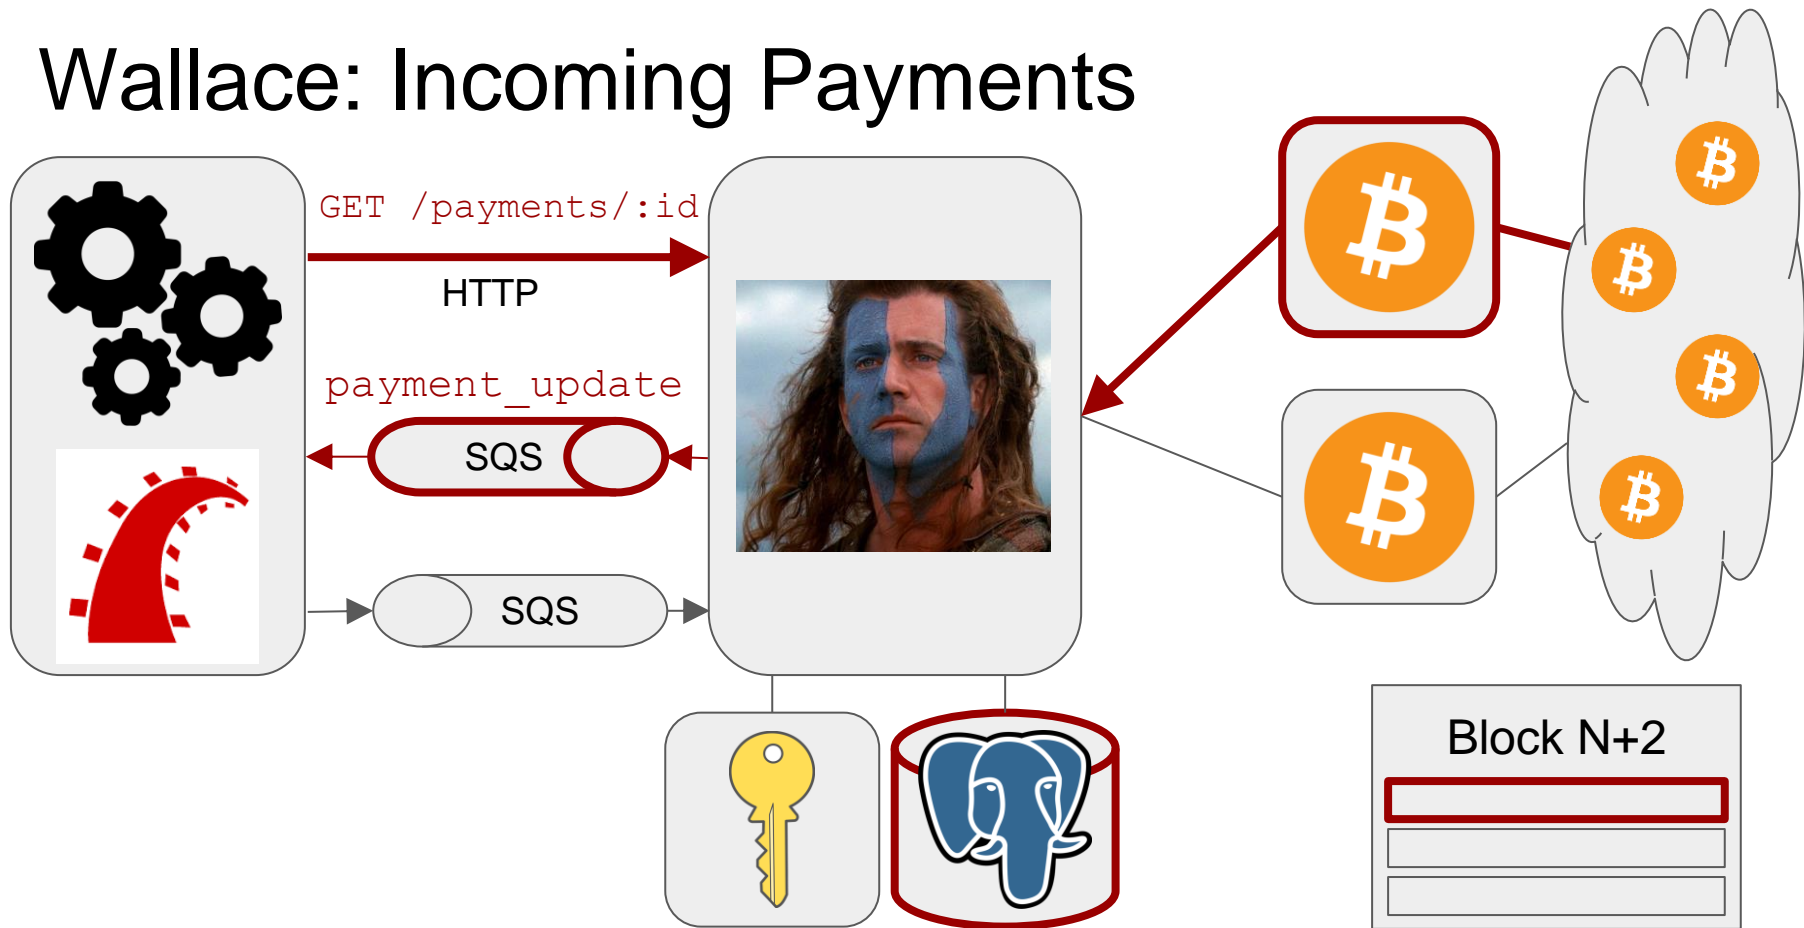 Wallace: Incoming Payments
GET /payments/:id
HTTP
payment_update
SQS
SQS
Block N+2